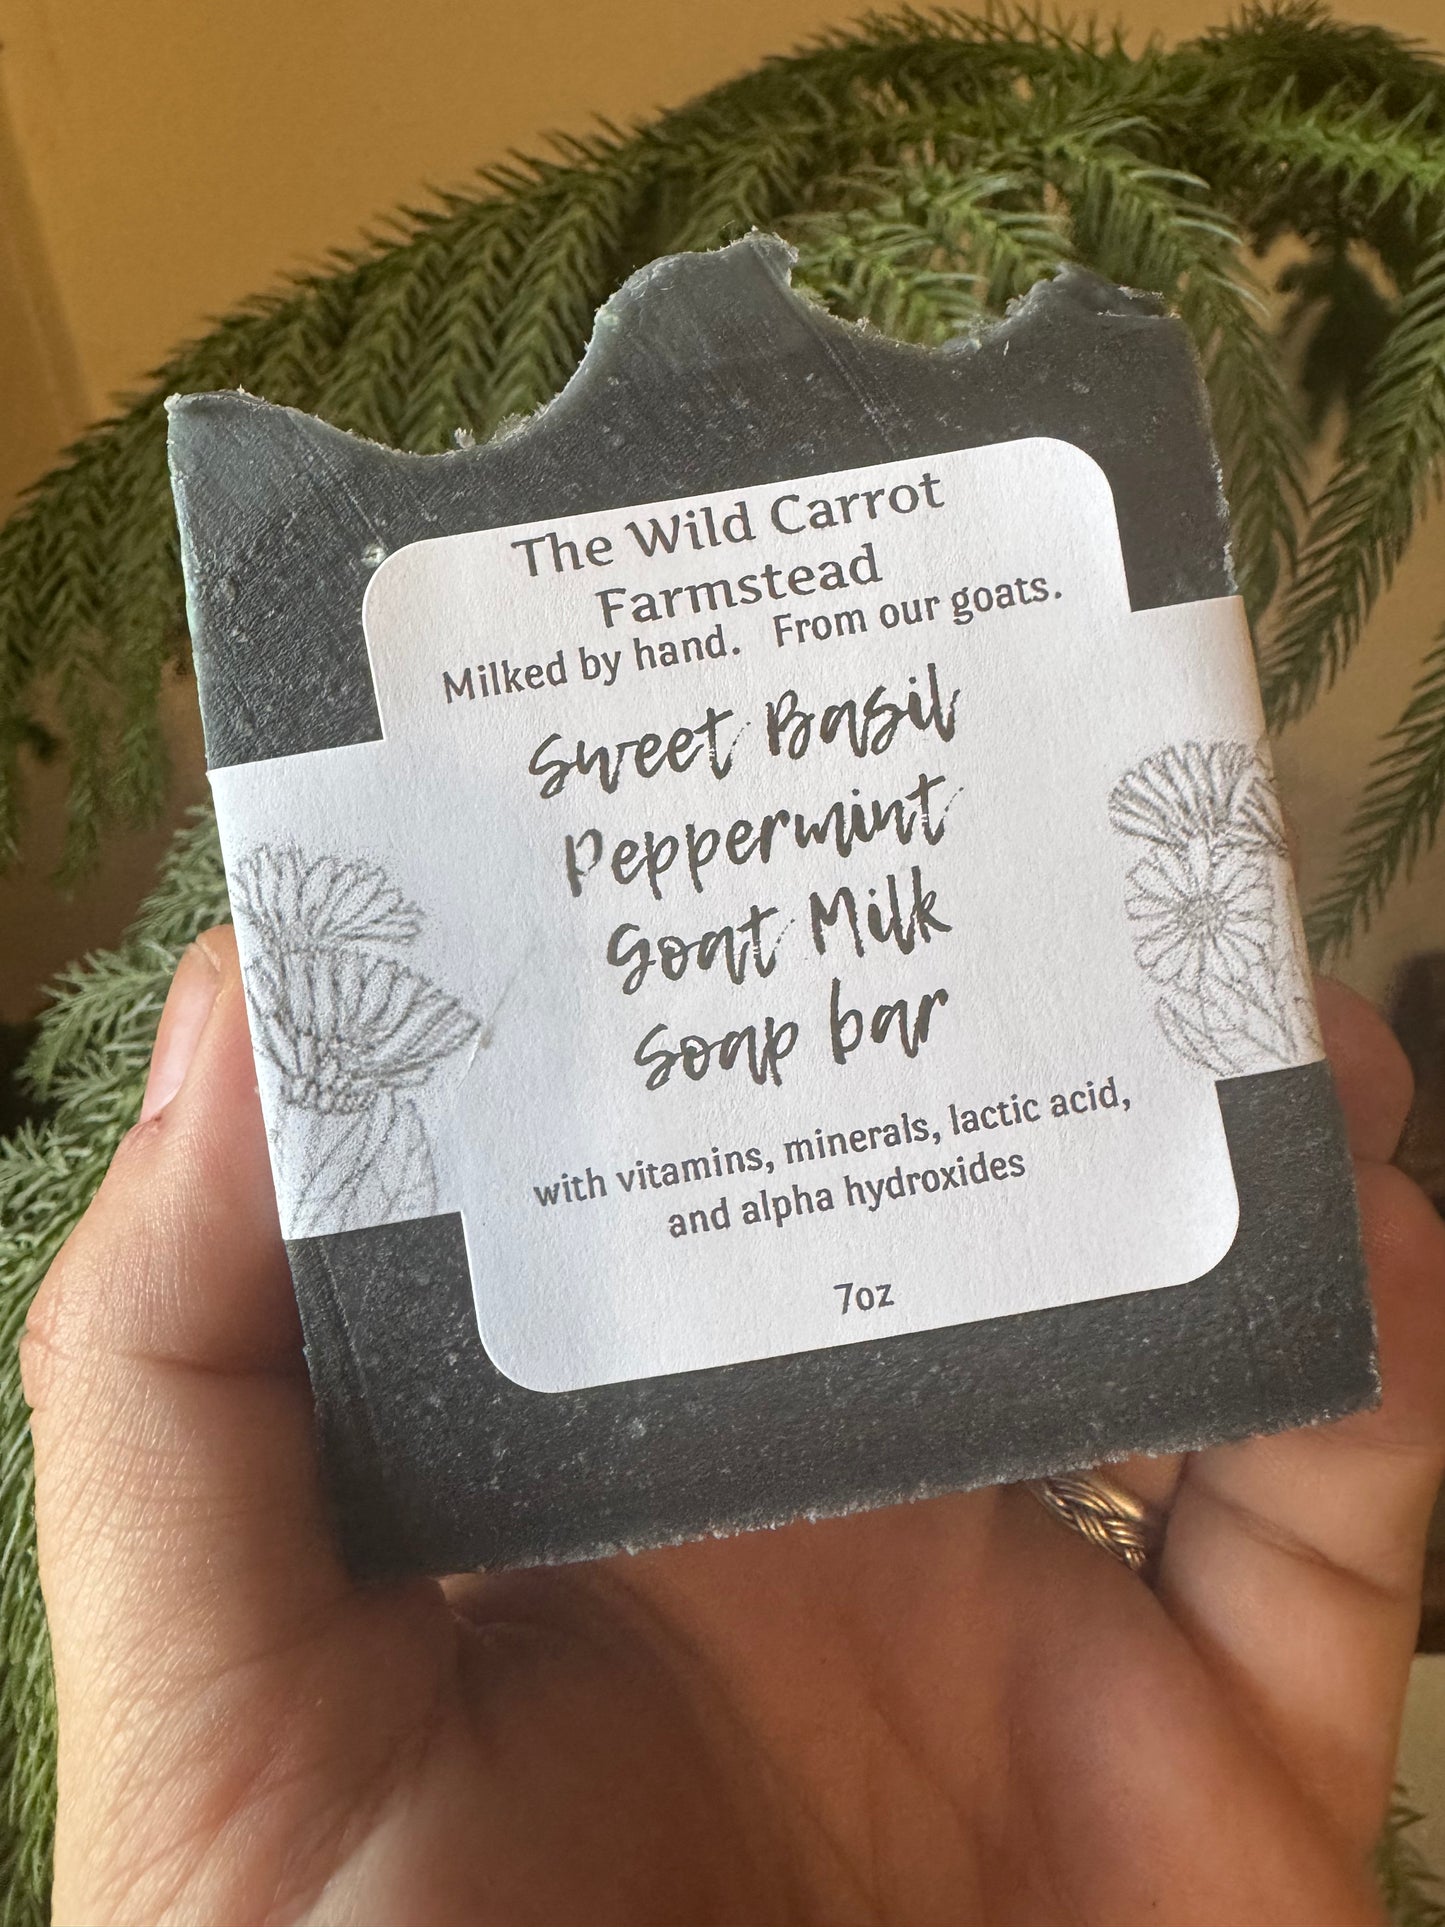 The Wild Carrot
Farmstead
Milked by hand. From our goats.
Sweet Basil
Peppermint
Goat Milk
Soap bar
with vitamins, minerals, lactic acid,
and alpha hydroxides
7oz